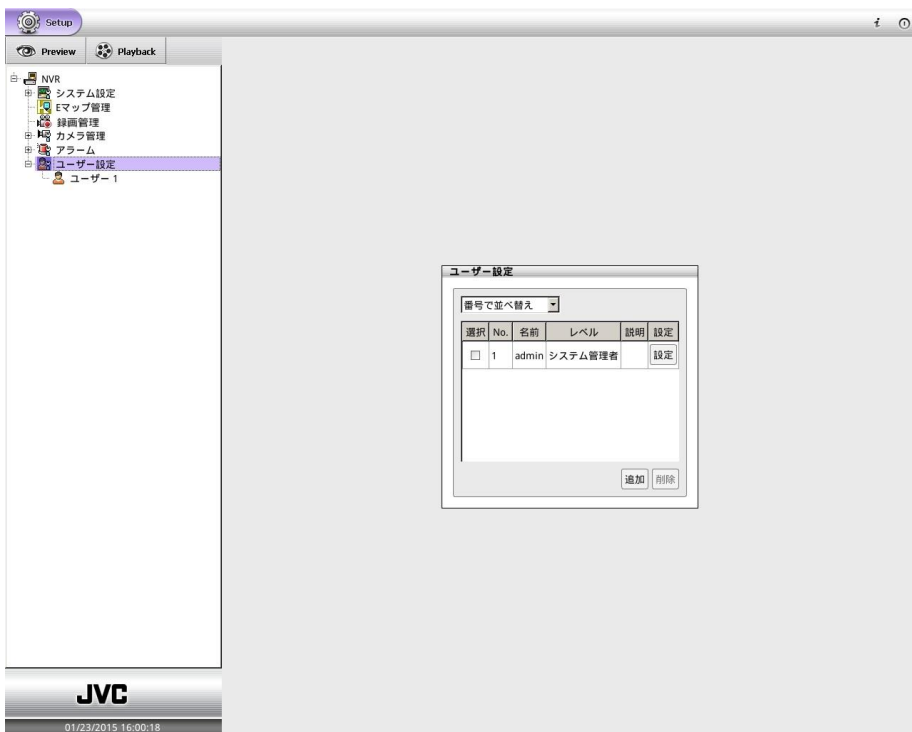 Setup
i
Preview Playback
NVR
システム設定
Eマップ管理
録画管理
カメラ管理
アラーム
ユーザー設定
ユーザー 1
ユーザー設定
番号で並べ替え
選択 No. 名前 レベル 説明 設定
1 admin システム管理者 設定
追加 削除
JVC
01/23/2015 16:00:18